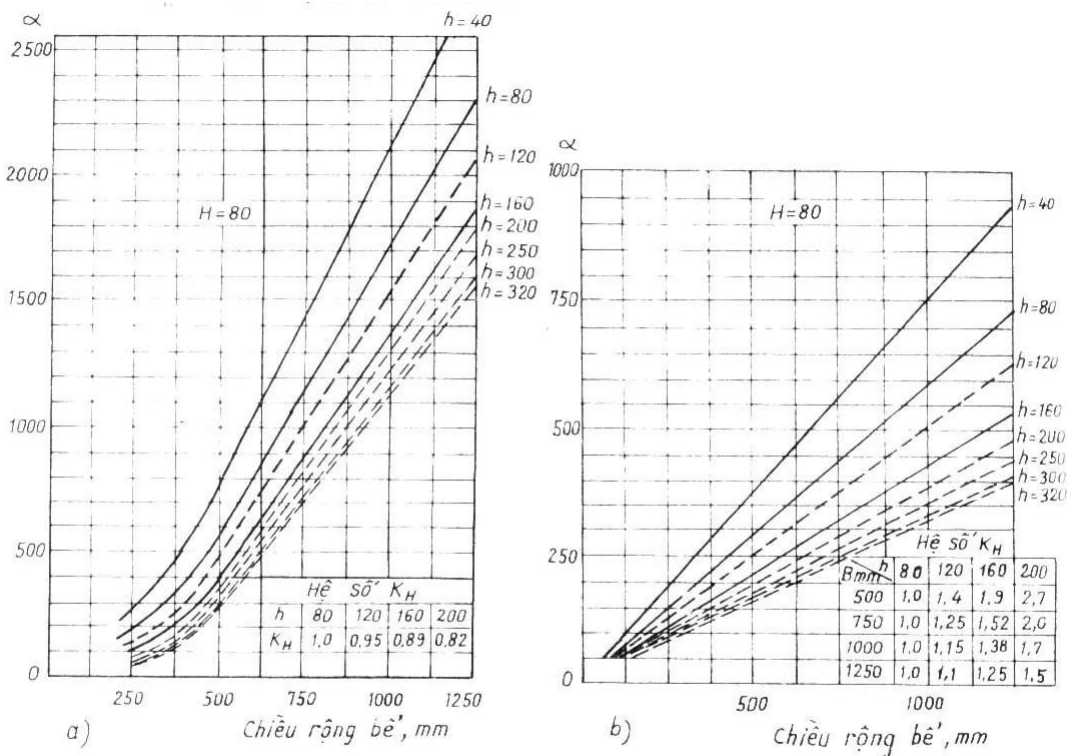 α
h=40
2500
h=80
h=120
2000
H=80
h=160
h=200
h=250
h=300
1500
h=320
1000
500
Hệ số K_H
h 80 120 160 200
K_H 1,0 0,95 0,89 0,82
0
250 500 750 1000 1250
a) Chiều rộng bể, mm
α
1000
H=80
h=40
750
h=80
h=120
500
h=160
h=200
h=250
h=300
h=320
250
Hệ số K_H
Bmm h 80 120 160 200
500 1,0 1,4 1,9 2,7
750 1,0 1,25 1,52 2,0
1000 1,0 1,15 1,38 1,7
1250 1,0 1,1 1,25 1,5
0
500 1000
b) Chiều rộng bể, mm